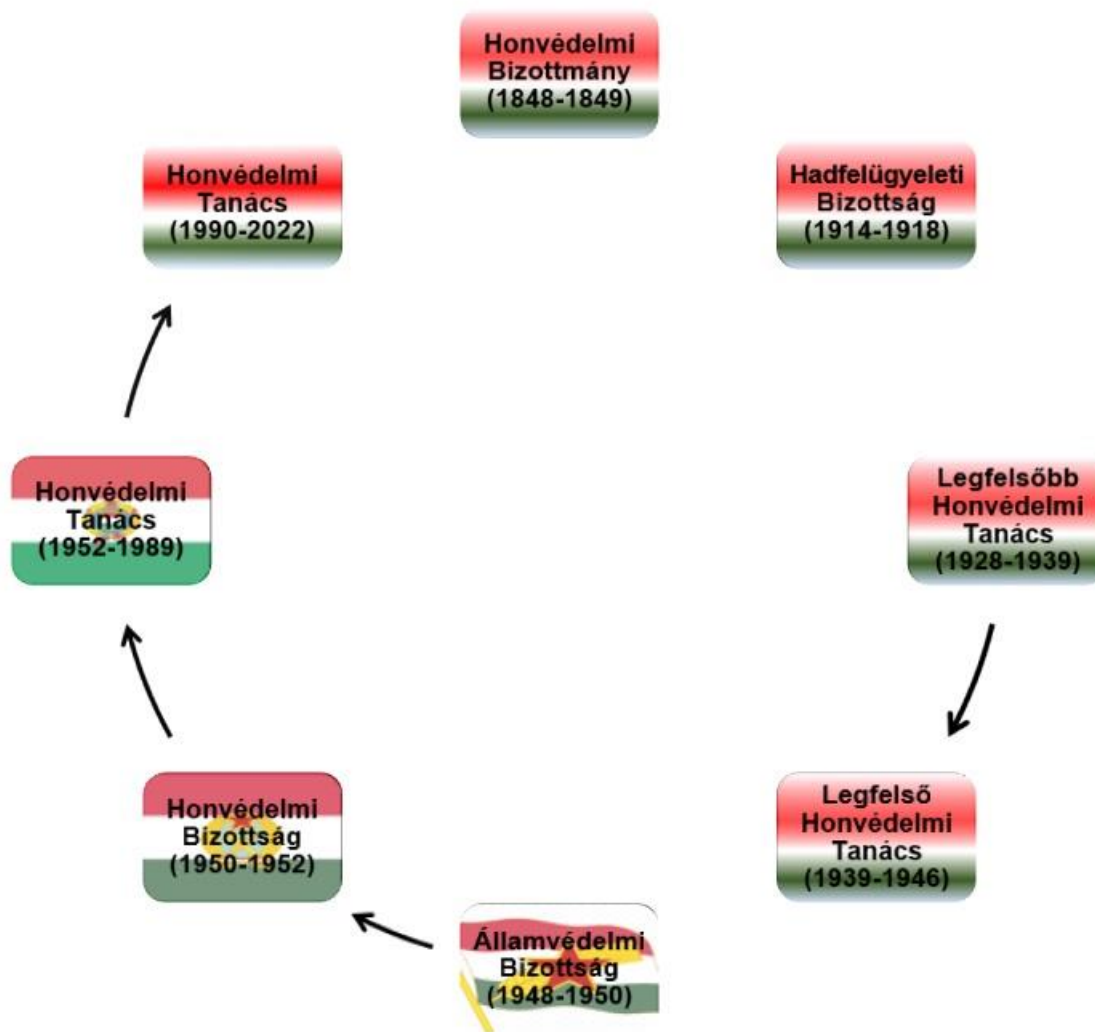 Honvédelmi
Bizottmány
(1848-1849)
Hadfelügyeleti
Bizottság
(1914-1918)
Legfelsőbb
Honvédelmi
Tanács
(1928-1939)
Legfelső
Honvédelmi
Tanács
(1939-1946)
Államvédelmi
Bizottság
(1948-1950)
Honvédelmi
Bizottság
(1950-1952)
Honvédelmi
Tanács
(1952-1989)
Honvédelmi
Tanács
(1990-2022)